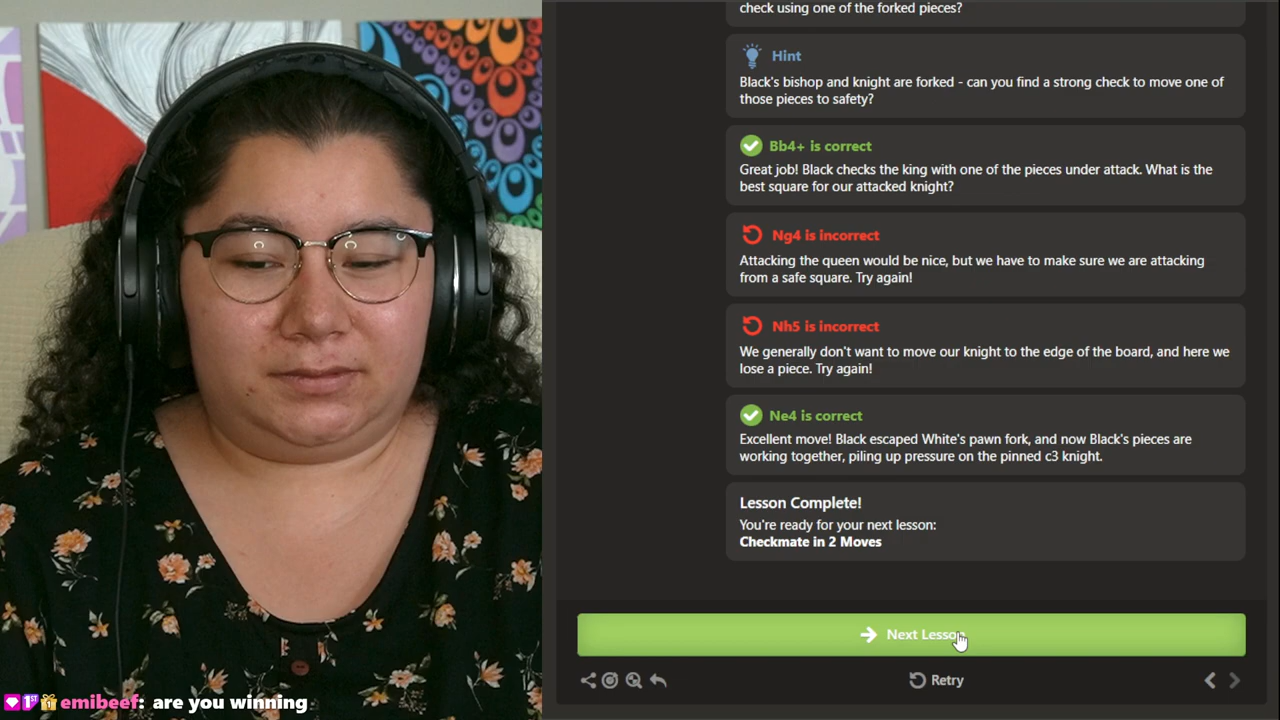 check using one of the forked pieces?
Hint
Black's bishop and knight are forked - can you find a strong check to move one of
those pieces to safety?
Bb4+ is correct
Great job! Black checks the king with one of the pieces under attack. What is the
best square for our attacked knight?
Ng4 is incorrect
Attacking the queen would be nice, but we have to make sure we are attacking
from a safe square. Try again!
Nh5 is incorrect
We generally don't want to move our knight to the edge of the board, and here we
lose a piece. Try again!
Ne4 is correct
Excellent move! Black escaped White's pawn fork, and now Black's pieces are
working together, piling up pressure on the pinned c3 knight.
Lesson Complete!
You're ready for your next lesson:
Checkmate in 2 Moves
Next Lesson
Retry
1ST emibeef: are you winning